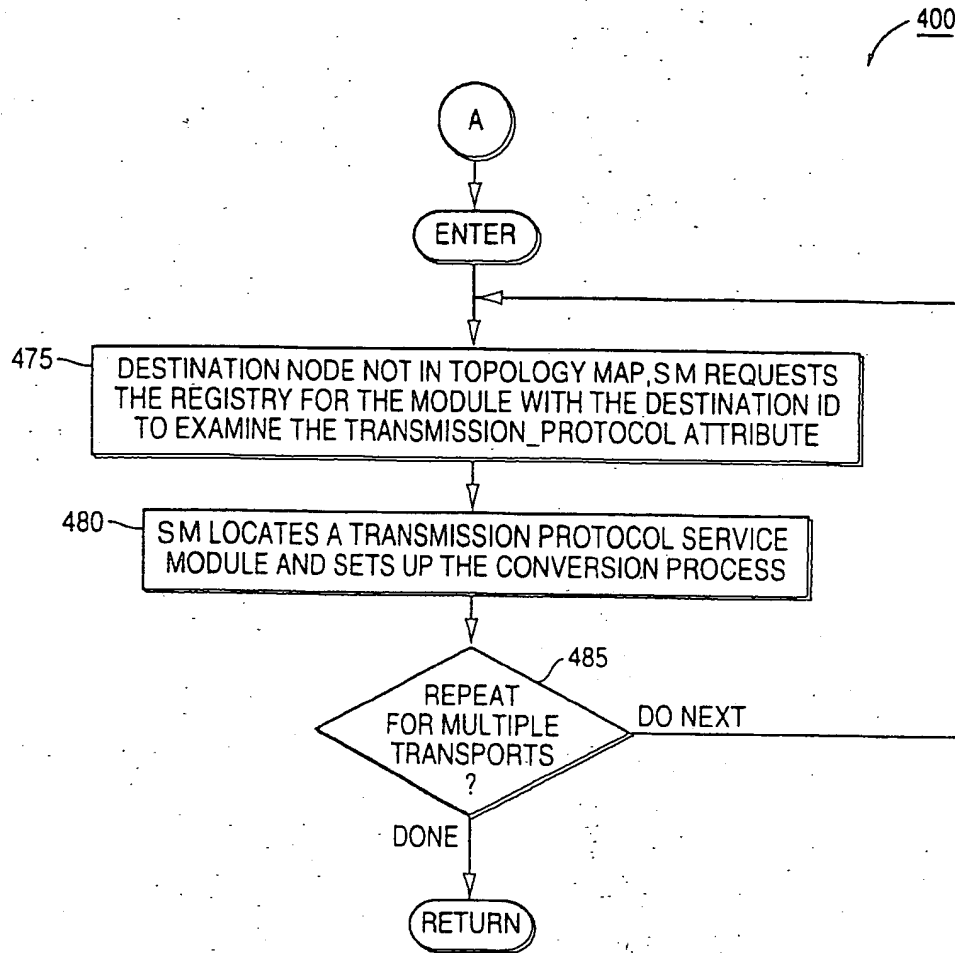 400
A
ENTER
475
DESTINATION NODE NOT IN TOPOLOGY MAP, SM REQUESTS
THE REGISTRY FOR THE MODULE WITH THE DESTINATION ID
TO EXAMINE THE TRANSMISSION_PROTOCOL ATTRIBUTE
480
SM LOCATES A TRANSMISSION PROTOCOL SERVICE
MODULE AND SETS UP THE CONVERSION PROCESS
485
REPEAT
FOR MULTIPLE
TRANSPORTS
?
DO NEXT
DONE
RETURN